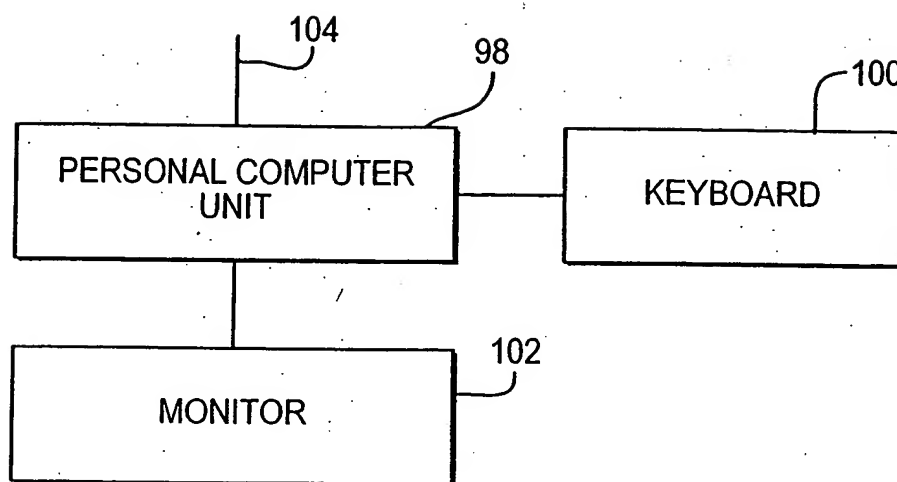 104
98
100
PERSONAL COMPUTER
UNIT
KEYBOARD
102
MONITOR